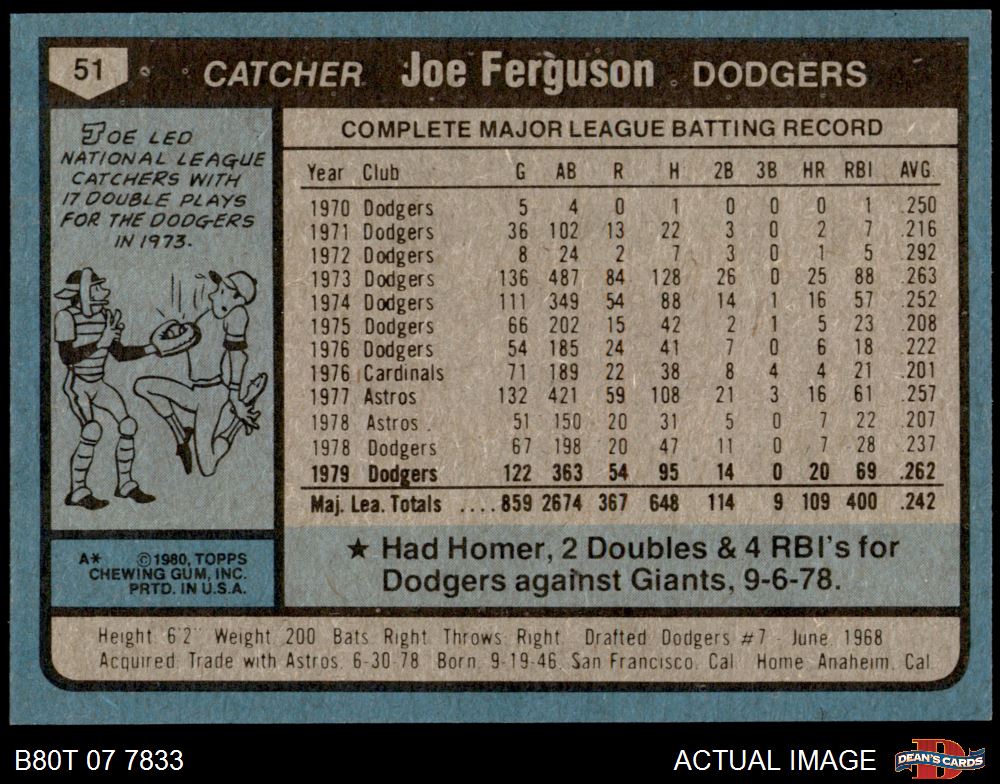 51 CATCHER Joe Ferguson DODGERS
JOE LED
NATIONAL LEAGUE
CATCHERS WITH
17 DOUBLE PLAYS
FOR THE DODGERS
IN 1973.
COMPLETE MAJOR LEAGUE BATTING RECORD
Year Club G AB R H 2B 3B HR RBI AVG.
1970 Dodgers 5 4 0 1 0 0 0 1 .250
1971 Dodgers 36 102 13 22 3 0 2 7 .216
1972 Dodgers 8 24 2 7 3 0 1 5 .292
1973 Dodgers 136 487 84 128 26 0 25 88 .263
1974 Dodgers 111 349 54 88 14 1 16 57 .252
1975 Dodgers 66 202 15 42 2 1 5 23 .208
1976 Dodgers 54 185 24 41 7 0 6 18 .222
1976 Cardinals 71 189 22 38 8 4 4 21 .201
1977 Astros 132 421 59 108 21 3 16 61 .257
1978 Astros 51 150 20 31 5 0 7 22 .207
1978 Dodgers 67 198 20 47 11 0 7 28 .237
1979 Dodgers 122 363 54 95 14 0 20 69 .262
Maj. Lea. Totals ....859 2674 367 648 114 9 109 400 .242
★ Had Homer, 2 Doubles & 4 RBI's for
Dodgers against Giants, 9-6-78.
A* ©1980, TOPPS
CHEWING GUM, INC.
PRTD. IN U.S.A.
Height 6'2" Weight 200 Bats Right Throws Right Drafted Dodgers #7 - June 1968
Acquired Trade with Astros 6-30-78 Born 9-19-46, San Francisco, Cal Home Anaheim, Cal
B80T 07 7833 ACTUAL IMAGE
DEAN'S CARDS